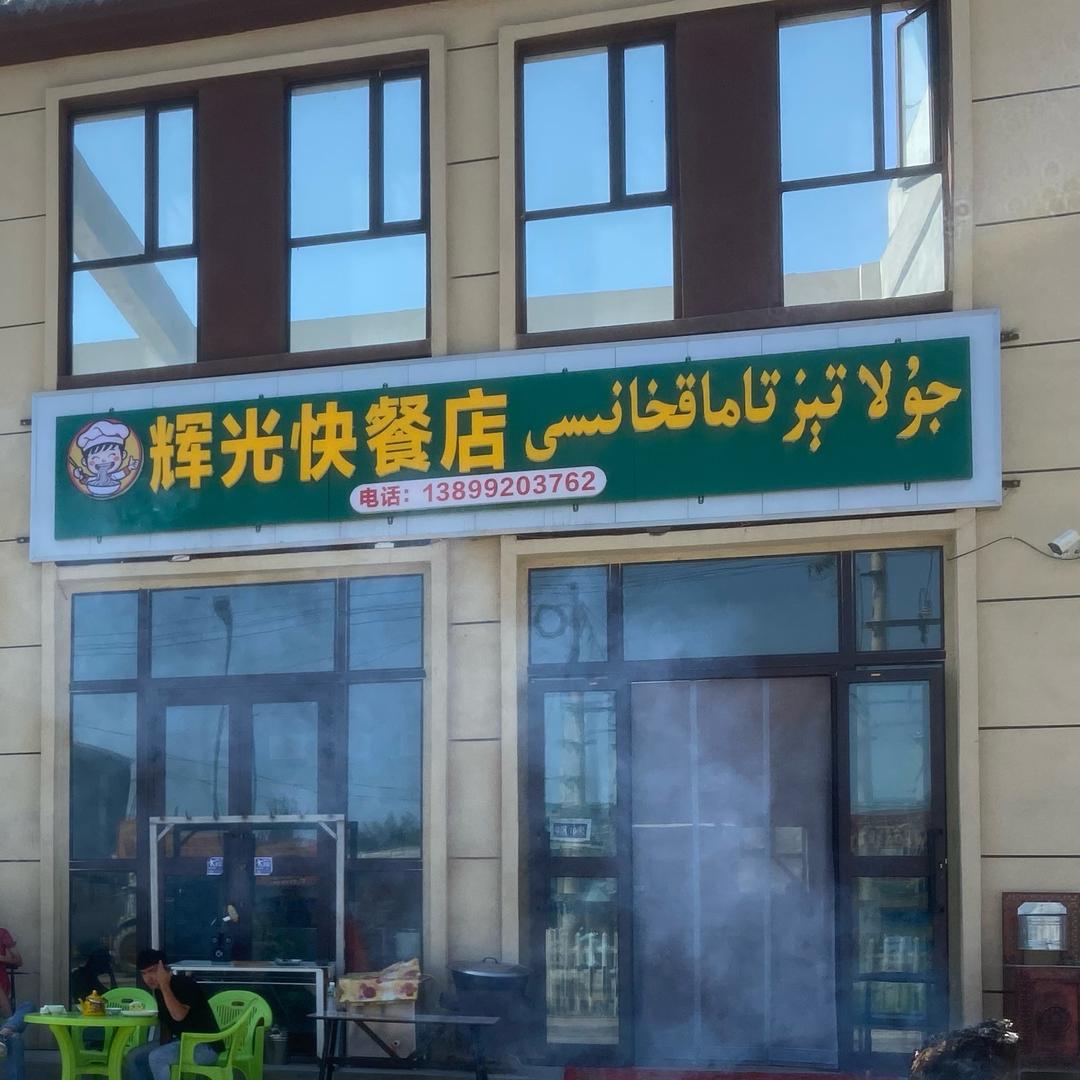 辉光快餐店
جۇلا تېز تاماقخانىسى
电话：13899203762